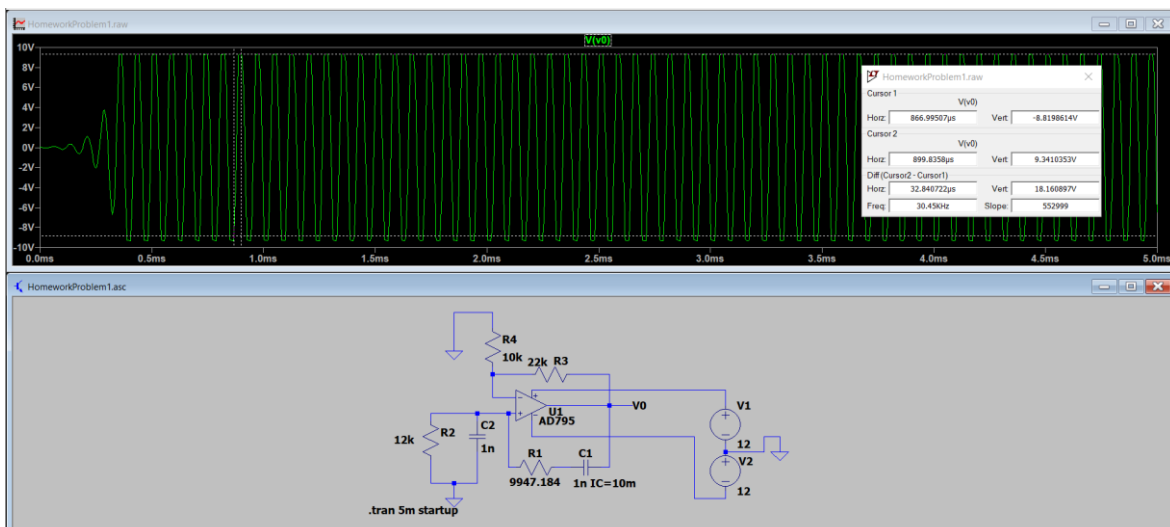 HomeworkProblem1.raw
V(v0)
10V
8V
6V
4V
2V
0V
-2V
-4V
-6V
-8V
-10V
0.0ms 0.5ms 1.0ms 1.5ms 2.0ms 2.5ms 3.0ms 3.5ms 4.0ms 4.5ms 5.0ms
HomeworkProblem1.raw
Cursor 1
V(v0)
Horz: 866.99507µs Vert: -8.8198614V
Cursor 2
V(v0)
Horz: 899.8358µs Vert: 9.3410353V
Diff (Cursor2 - Cursor1)
Horz: 32.840722µs Vert: 18.160897V
Freq: 30.45KHz Slope: 552999
HomeworkProblem1.asc
R4
10k
22k R3
U1
AD795
V0
V1
12
V2
12
12k
R2
C2
1n
R1
9947.184
C1
1n IC=10m
.tran 5m startup